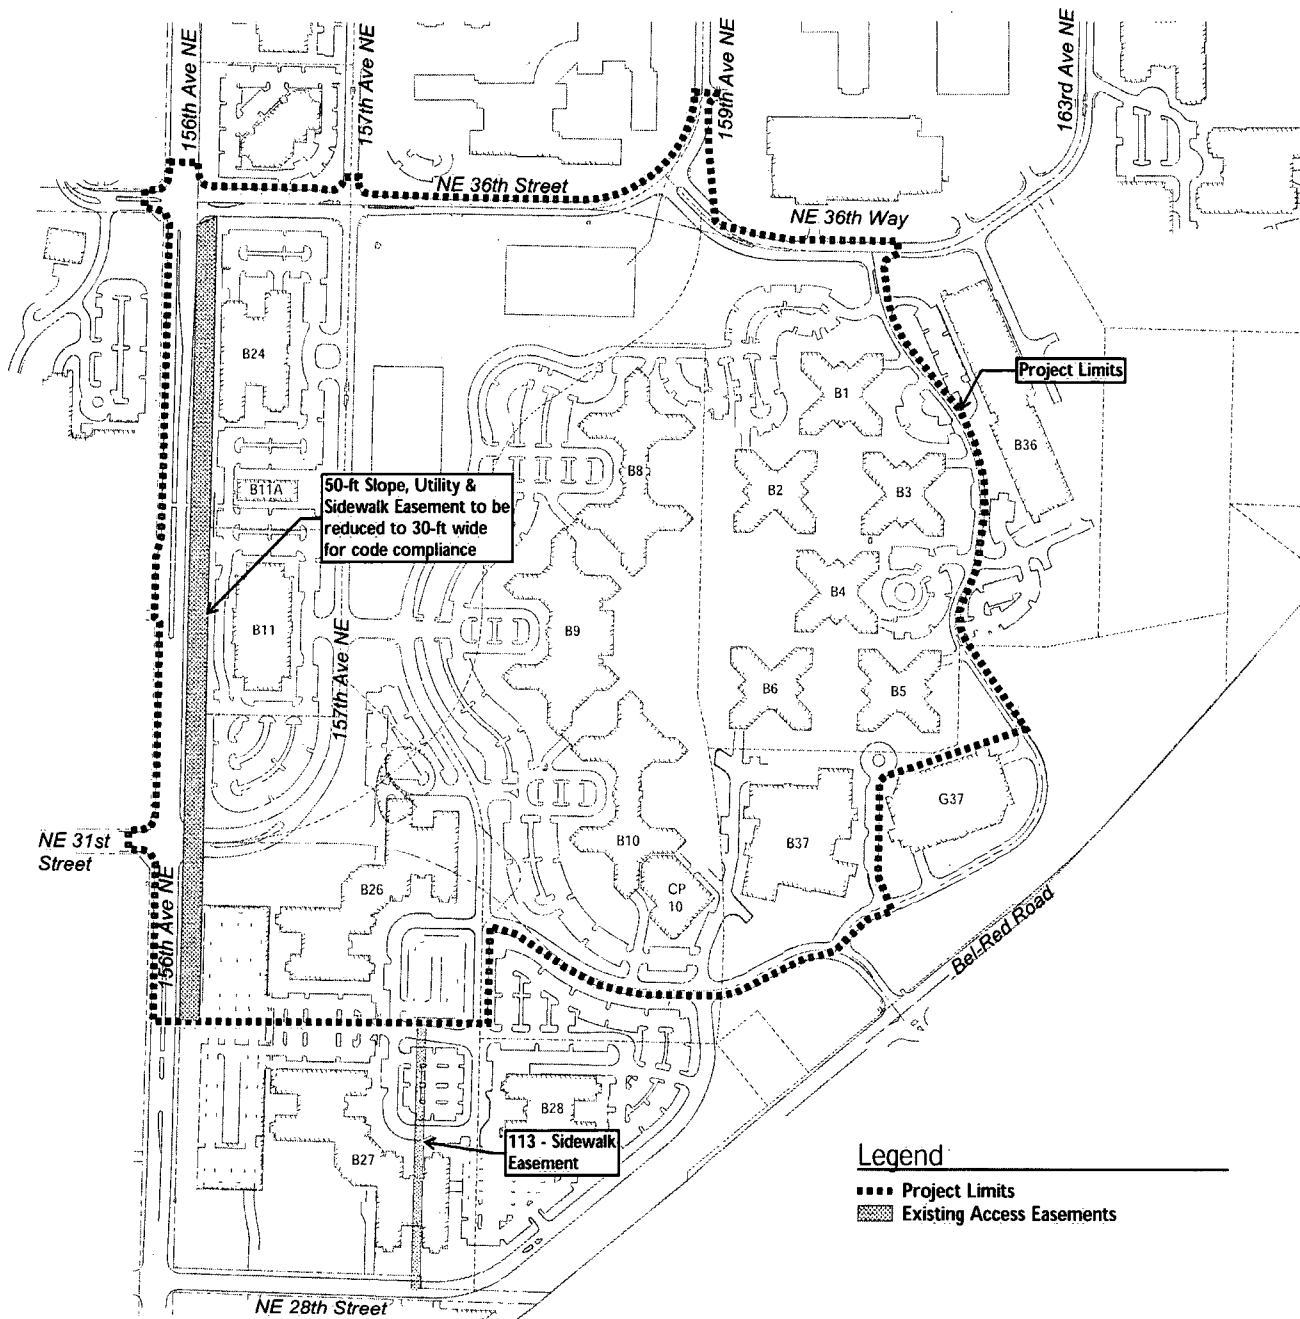 156th Ave NE
157th Ave NE
159th Ave NE
163rd Ave NE
NE 36th Street
NE 36th Way
B24
B1
Project Limits
B36
B8
B2
B3
B11A
50-ft Slope, Utility &
Sidewalk Easement to be
reduced to 30-ft wide
for code compliance
B4
B11
B9
157th Ave NE
B6
B5
G37
NE 31st
Street
B10
B37
B26
CP
10
156th Ave NE
Bel-Red Road
B28
113 - Sidewalk
Easement
B27
Legend
Project Limits
Existing Access Easements
NE 28th Street